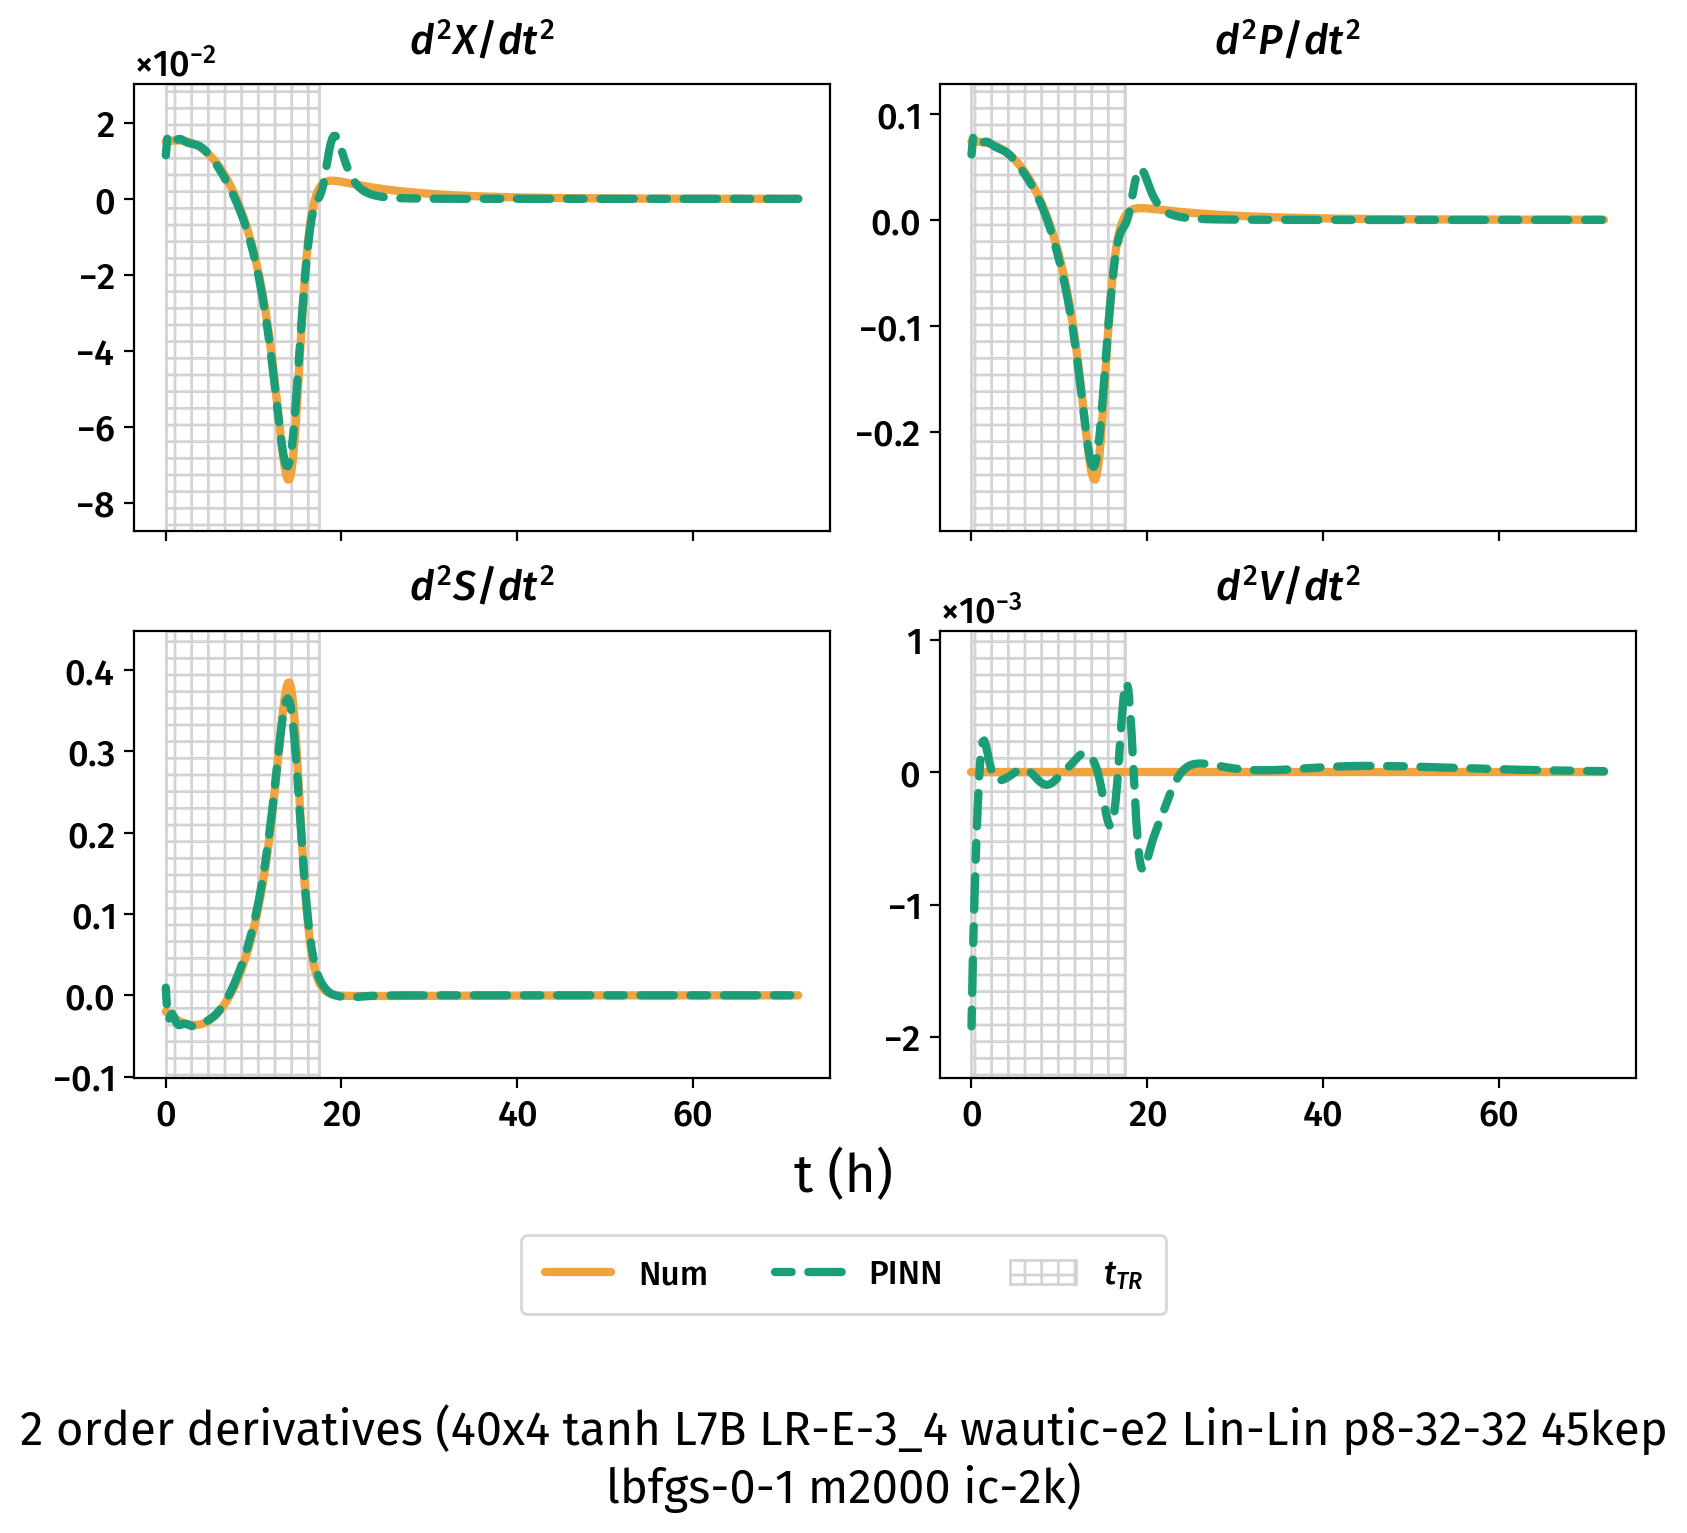 d²X/dt²
d²P/dt²
×10⁻²
2
0
−2
−4
−6
−8
0.1
0.0
−0.1
−0.2
d²S/dt²
d²V/dt²
×10⁻³
0.4
0.3
0.2
0.1
0.0
−0.1
1
0
−1
−2
0 20 40 60
0 20 40 60
t (h)
Num PINN t_TR
2 order derivatives (40x4 tanh L7B LR-E-3_4 wautic-e2 Lin-Lin p8-32-32 45kep
lbfgs-0-1 m2000 ic-2k)